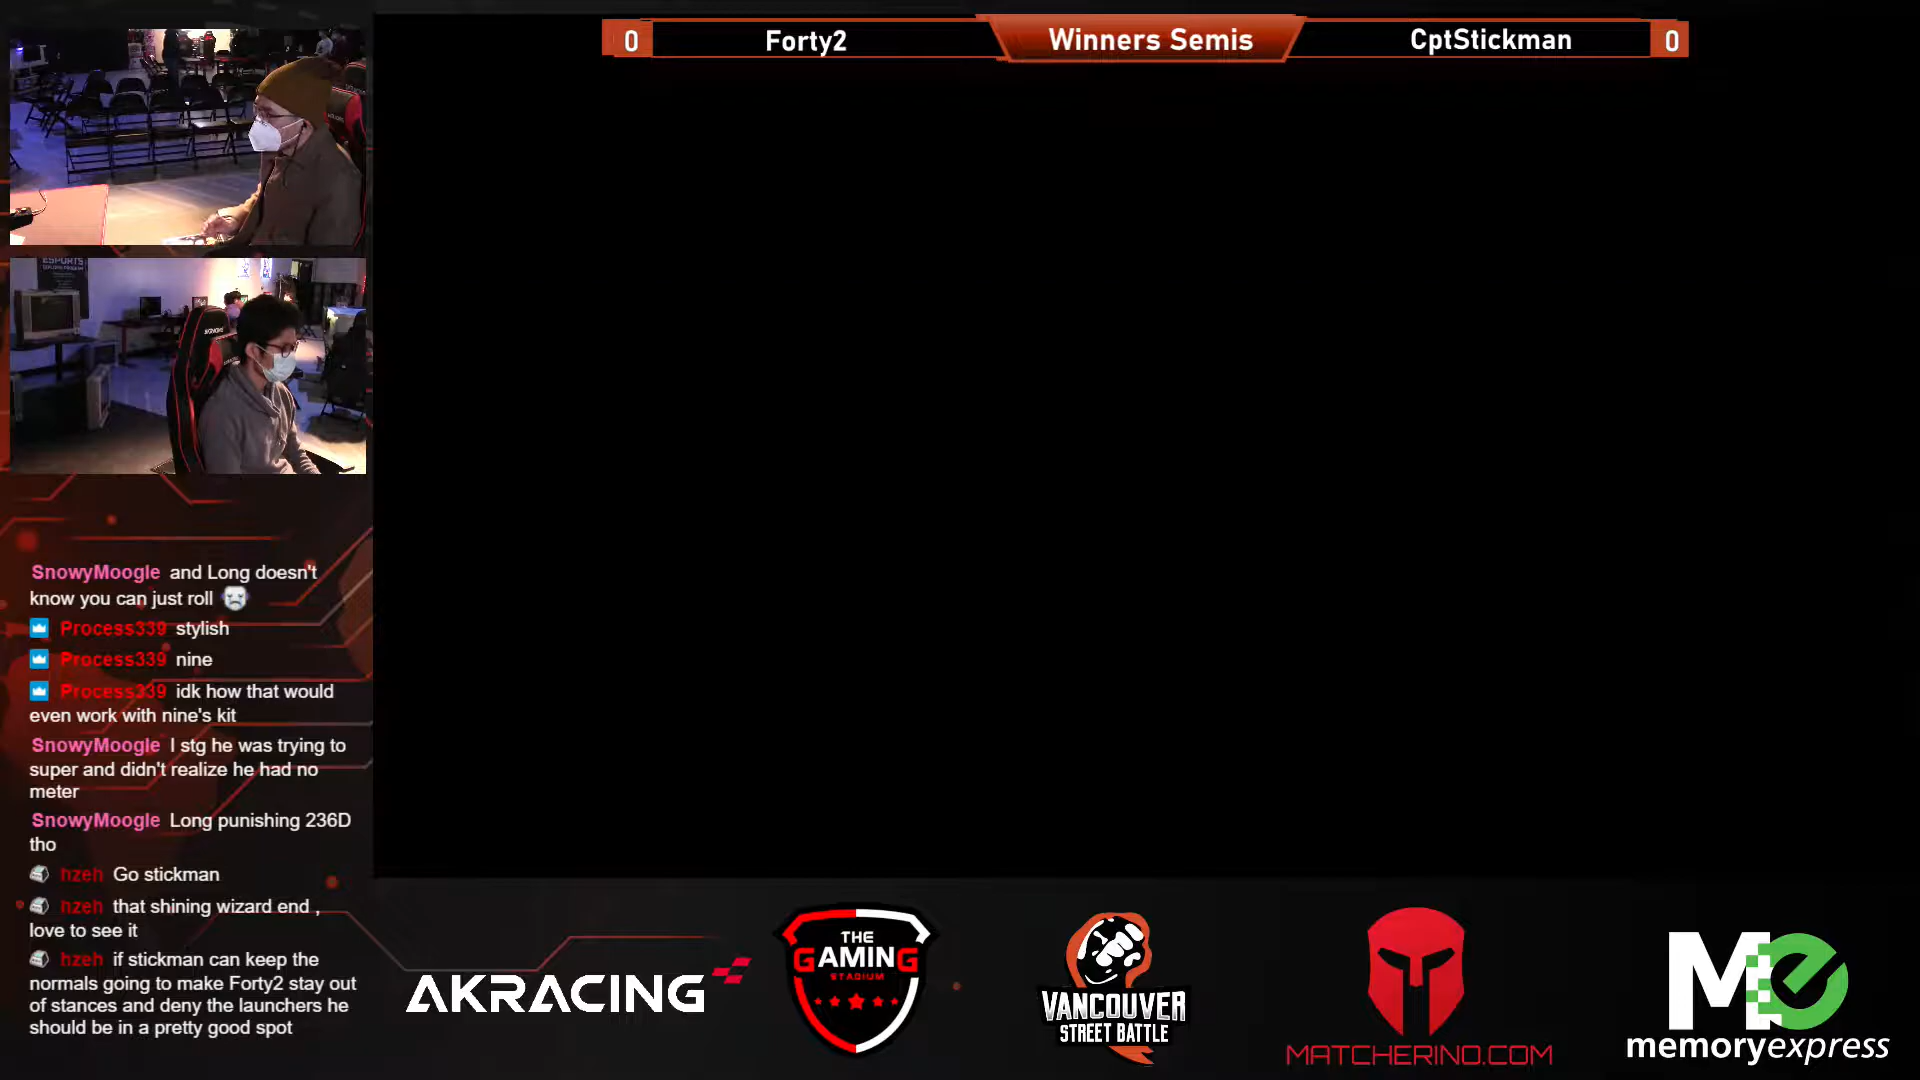 0 Forty2 Winners Semis CptStickman 0
ESPORTS
AKRACING
SnowyMoogle and Long doesn't
know you can just roll
Process339 stylish
Process339 nine
Process339 idk how that would
even work with nine's kit
SnowyMoogle I stg he was trying to
super and didn't realize he had no
meter
SnowyMoogle Long punishing 236D
tho
hzeh Go stickman
hzeh that shining wizard end ,
love to see it
hzeh if stickman can keep the
normals going to make Forty2 stay out
of stances and deny the launchers he
should be in a pretty good spot
AKRACING
THE
GAMING
STADIUM
VANCOUVER
STREET BATTLE
MATCHERINO.COM
ME
memoryexpress